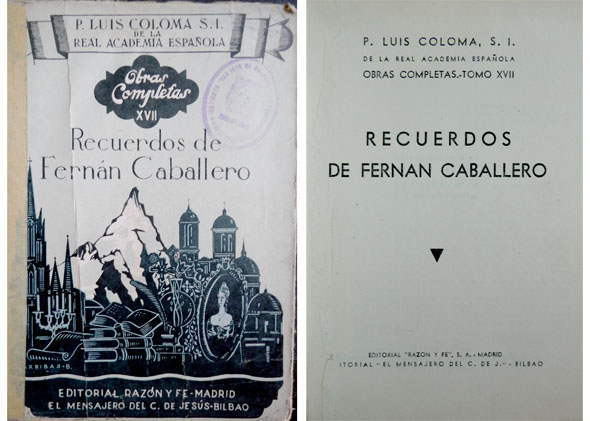 P. LUIS COLOMA S.I.
DE LA
REAL ACADEMIA ESPAÑOLA
Obras
Completas
XVII
Recuerdos de
Fernán Caballero
ARRIBAS-B.
EDITORIAL RAZÓN Y FE-MADRID
EL MENSAJERO DEL C. DE JESÚS-BILBAO
P. LUIS COLOMA, S. I.
DE LA REAL ACADEMIA ESPAÑOLA
OBRAS COMPLETAS.-TOMO XVII
RECUERDOS
DE FERNAN CABALLERO
EDITORIAL "RAZON Y FE", S. A. - MADRID
ITORIAL "EL MENSAJERO DEL C. DE J." - BILBAO